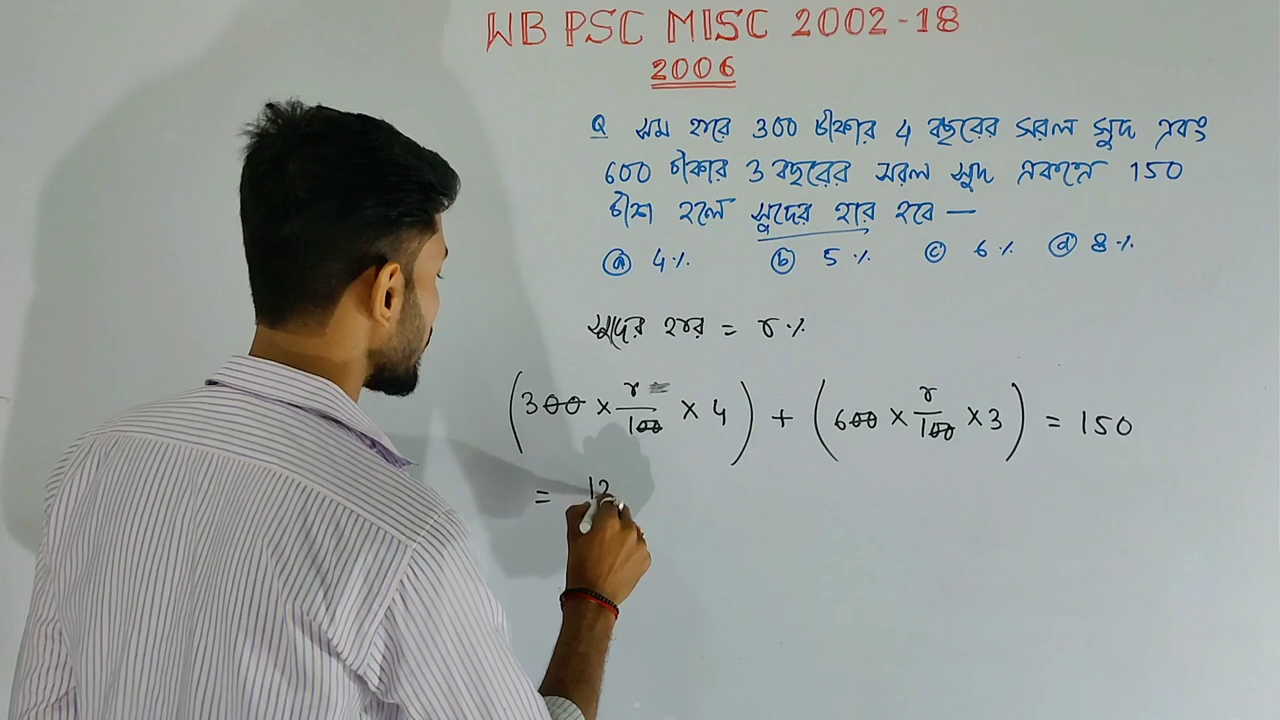 WB PSC MISC 2002-18
2006
Q সম হারে 300 টাকার 4 বছরের সরল সুদ এবং
600 টাকার 3 বছরের সরল সুদ একত্রে 150
টাকা হলে সুদের হার হবে —
(a) 4% (b) 5% (c) 6% (d) 8%
সুদের হার = r%
(300 × r/100 × 4) + (600 × r/100 × 3) = 150
= 12